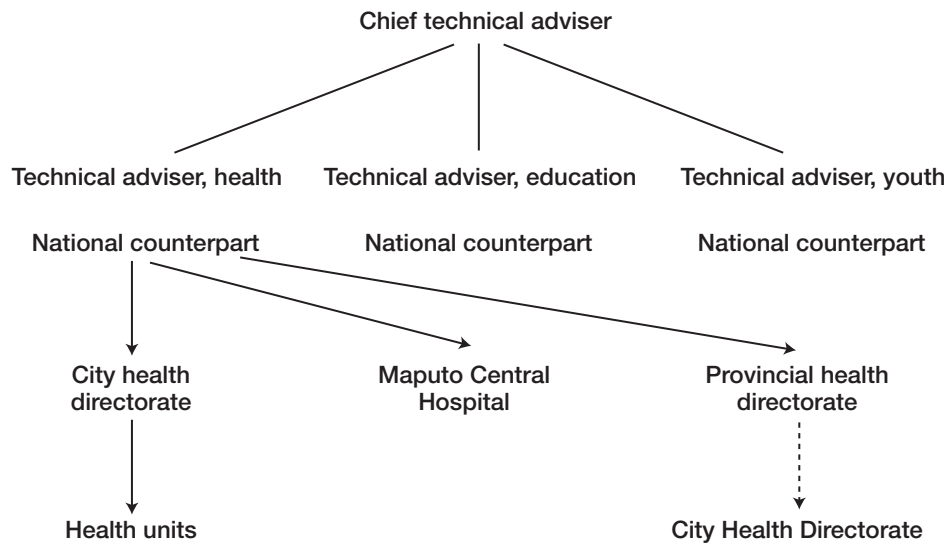 Chief technical adviser
Technical adviser, health
Technical adviser, education
Technical adviser, youth
National counterpart
National counterpart
National counterpart
City health
directorate
Maputo Central
Hospital
Provincial health
directorate
Health units
City Health Directorate